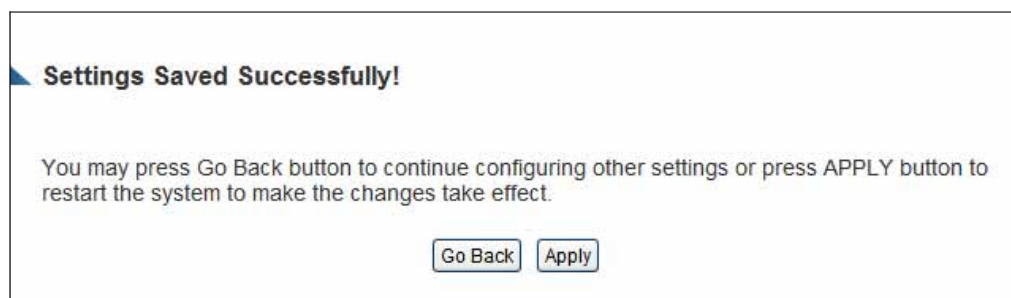 Settings Saved Successfully!
You may press Go Back button to continue configuring other settings or press APPLY button to
restart the system to make the changes take effect.
Go Back Apply